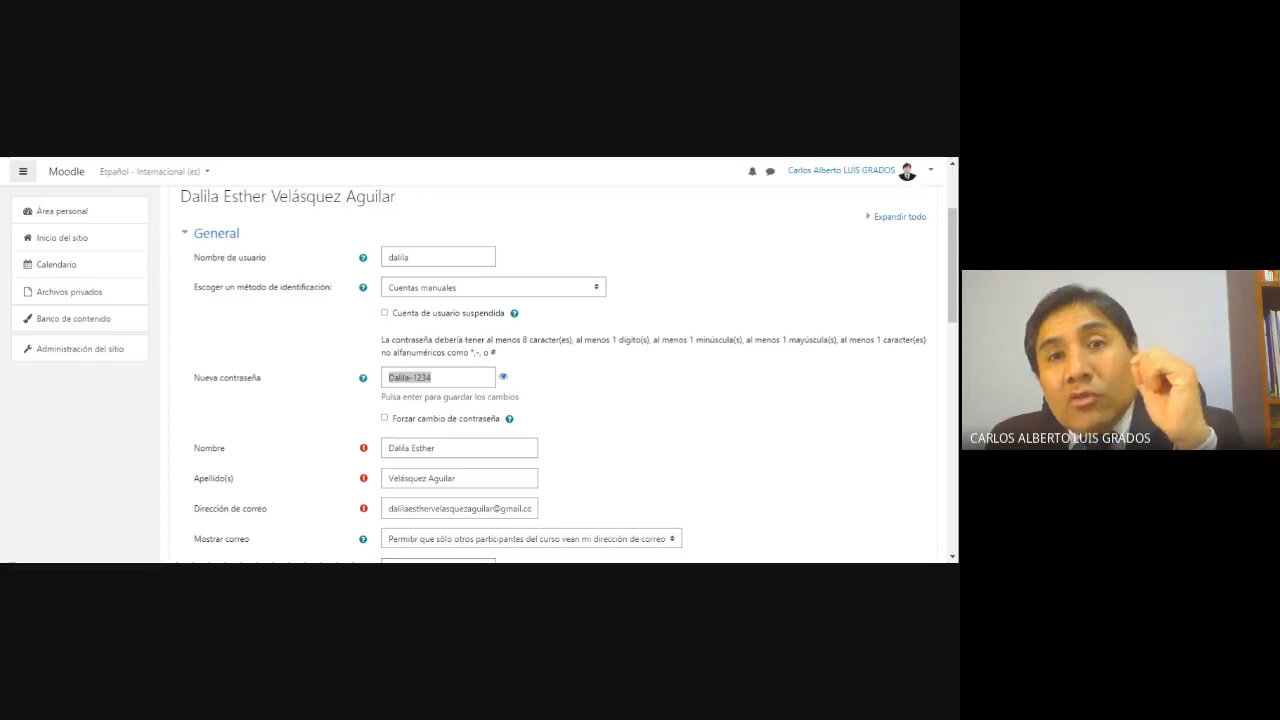 Moodle
Español - Internacional (es)
Carlos Alberto LUIS GRADOS
Área personal
Inicio del sitio
Calendario
Archivos privados
Banco de contenido
Administración del sitio
Dalila Esther Velásquez Aguilar
Expandir todo
General
Nombre de usuario
dalila
Escoger un método de identificación:
Cuentas manuales
Cuenta de usuario suspendida
La contraseña debería tener al menos 8 caracter(es), al menos 1 dígito(s), al menos 1 minúscula(s), al menos 1 mayúscula(s), al menos 1 caracter(es)
no alfanuméricos como *,-, o #
Nueva contraseña
Dalila-1234
Pulsa enter para guardar los cambios
Forzar cambio de contraseña
Nombre
Dalila Esther
Apellido(s)
Velásquez Aguilar
Dirección de correo
dalilaesthervelasquezaguilar@gmail.co
Mostrar correo
Permitir que sólo otros participantes del curso vean mi dirección de correo
CARLOS ALBERTO LUIS GRADOS